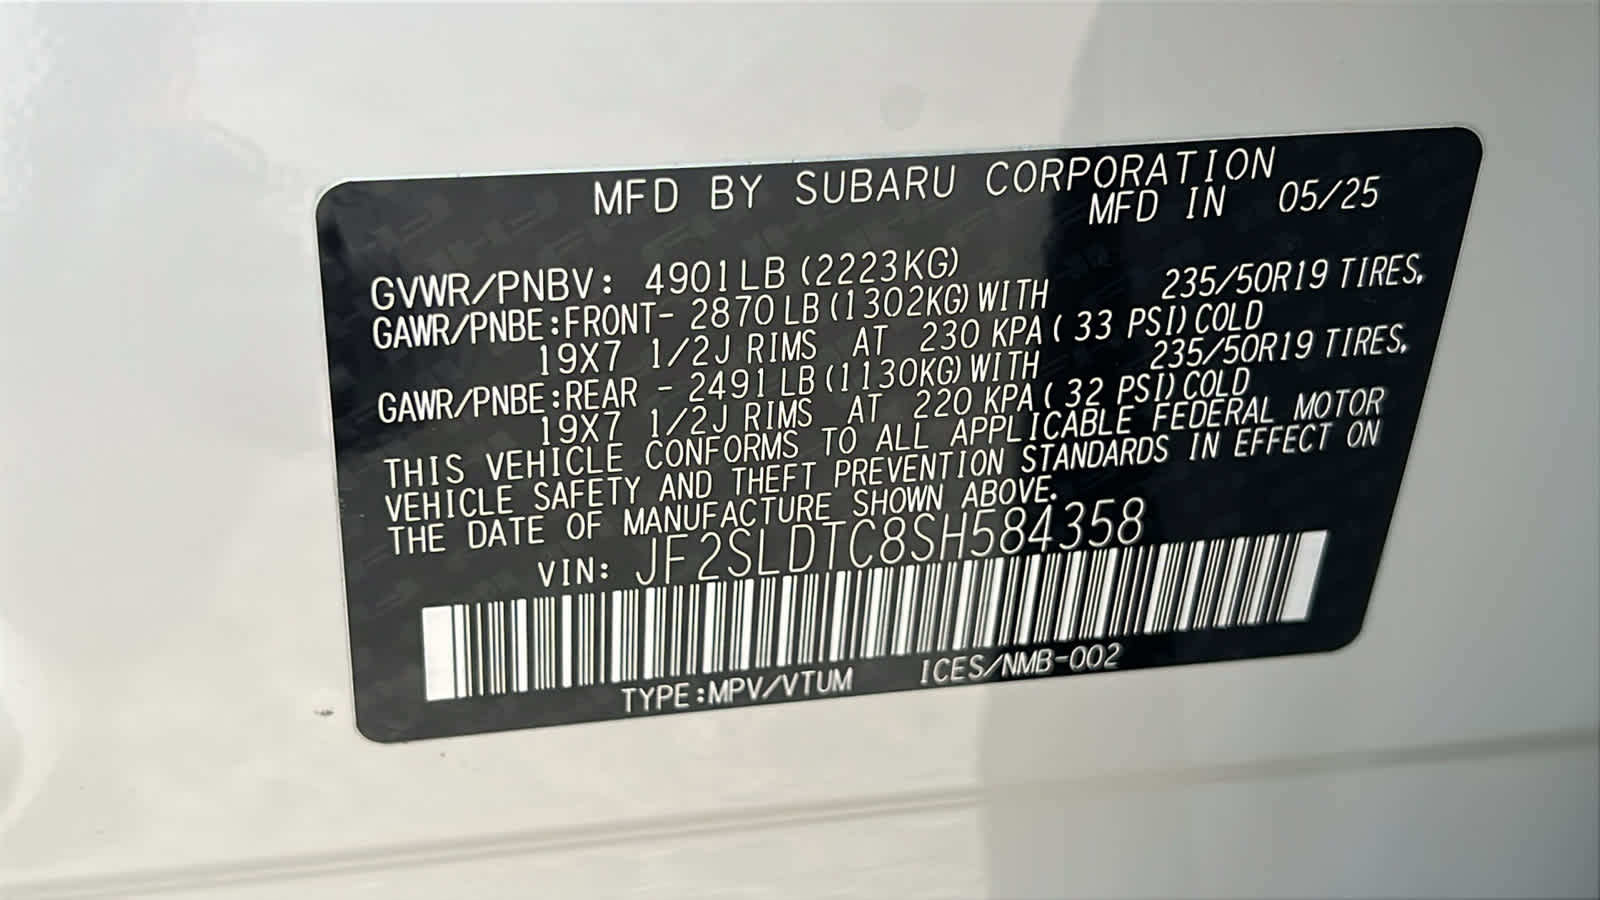 MFD BY SUBARU CORPORATION
MFD IN 05/25
GVWR/PNBV: 4901LB (2223KG)
GAWR/PNBE:FRONT- 2870LB(1302KG)WITH 235/50R19 TIRES,
19X7 1/2J RIMS AT 230 KPA( 33 PSI)COLD
GAWR/PNBE:REAR - 2491LB(1130KG)WITH 235/50R19 TIRES,
19X7 1/2J RIMS AT 220 KPA( 32 PSI)COLD
THIS VEHICLE CONFORMS TO ALL APPLICABLE FEDERAL MOTOR
VEHICLE SAFETY AND THEFT PREVENTION STANDARDS IN EFFECT ON
THE DATE OF MANUFACTURE SHOWN ABOVE.
VIN: JF2SLDTC8SH584358
TYPE:MPV/VTUM ICES/NMB-002